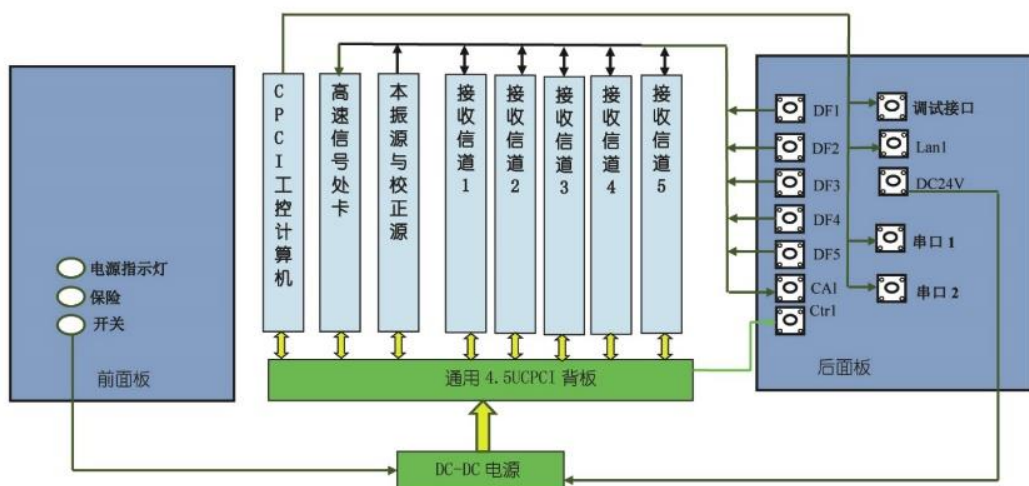 CPCI工控计算机
高速信号处卡
本振源与校正源
接收信道1
接收信道2
接收信道3
接收信道4
接收信道5
电源指示灯
保险
开关
前面板
DF1
DF2
DF3
DF4
DF5
CAl
Ctrl
调试接口
Lan1
DC24V
串口1
串口2
后面板
通用4.5UCPCI背板
DC-DC电源